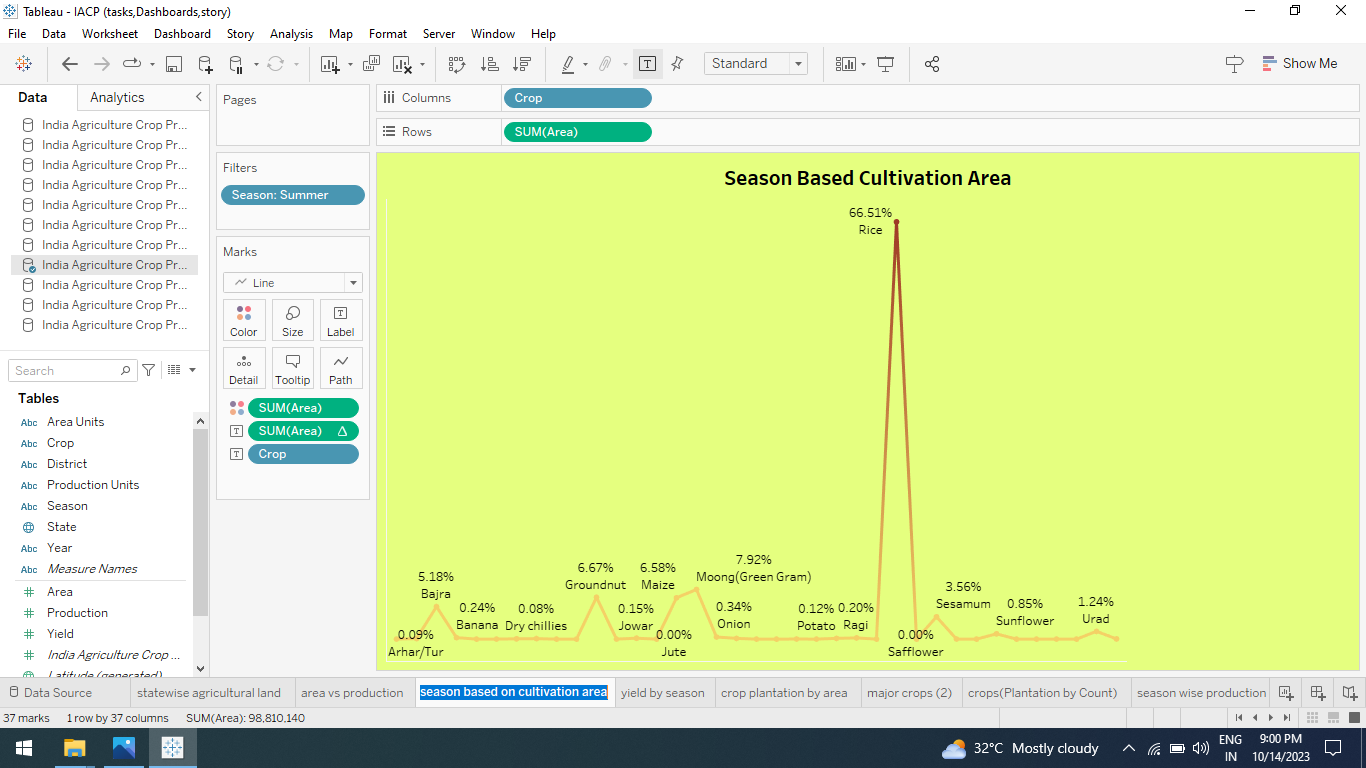 Tableau - IACP (tasks,Dashboards,story)
File Data Worksheet Dashboard Story Analysis Map Format Server Window Help
Standard
Show Me
Data Analytics
India Agriculture Crop Pr...
India Agriculture Crop Pr...
India Agriculture Crop Pr...
India Agriculture Crop Pr...
India Agriculture Crop Pr...
India Agriculture Crop Pr...
India Agriculture Crop Pr...
India Agriculture Crop Pr...
India Agriculture Crop Pr...
India Agriculture Crop Pr...
India Agriculture Crop Pr...
Search
Tables
Abc Area Units
Abc Crop
Abc District
Abc Production Units
Abc Season
State
Abc Year
Abc Measure Names
# Area
# Production
# Yield
# India Agriculture Crop ...
Latitude (generated)
Pages
Filters
Season: Summer
Marks
Line
Color Size Label
Detail Tooltip Path
SUM(Area)
SUM(Area) Δ
Crop
Columns Crop
Rows SUM(Area)
Season Based Cultivation Area
66.51%
Rice
5.18%
Bajra
0.24%
Banana
0.08%
Dry chillies
6.67%
Groundnut
0.15%
Jowar
6.58%
Maize
7.92%
Moong(Green Gram)
0.34%
Onion
0.12%
Potato
0.20%
Ragi
3.56%
Sesamum
0.85%
Sunflower
1.24%
Urad
0.09%
Arhar/Tur
0.00%
Jute
0.00%
Safflower
Data Source statewise agricultural land area vs production season based on cultivation area yield by season crop plantation by area major crops (2) crops(Plantation by Count) season wise production
37 marks 1 row by 37 columns SUM(Area): 98,810,140
32°C Mostly cloudy
ENG
IN
9:00 PM
10/14/2023